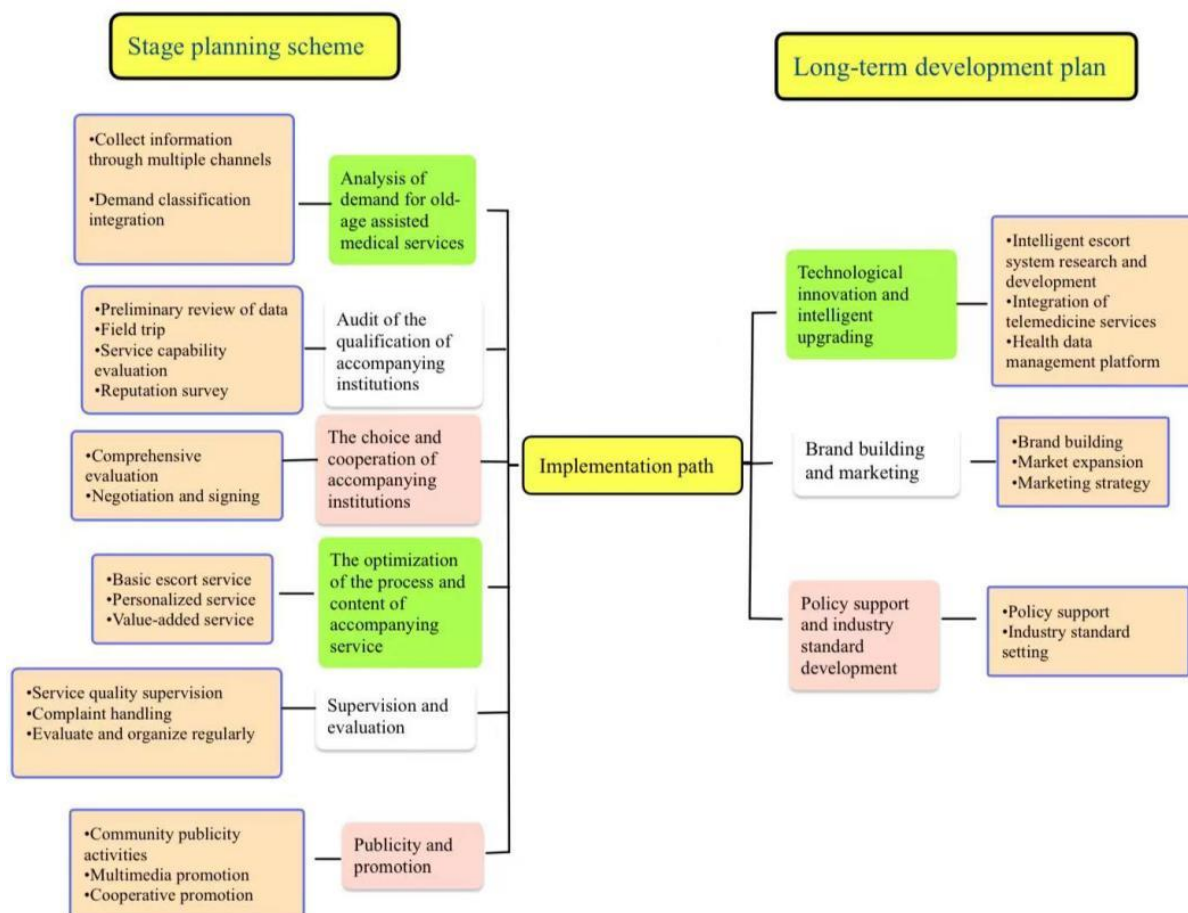 Stage planning scheme
Long-term development plan
•Collect information
through multiple channels
•Demand classification
integration
Analysis of
demand for old-
age assisted
medical services
•Preliminary review of data
•Field trip
•Service capability
evaluation
•Reputation survey
Audit of the
qualification of
accompanying
institutions
•Comprehensive
evaluation
•Negotiation and signing
The choice and
cooperation of
accompanying
institutions
•Basic escort service
•Personalized service
•Value-added service
The optimization
of the process and
content of
accompanying
service
•Service quality supervision
•Complaint handling
•Evaluate and organize regularly
Supervision and
evaluation
•Community publicity
activities
•Multimedia promotion
•Cooperative promotion
Publicity and
promotion
Implementation path
Technological
innovation and
intelligent
upgrading
•Intelligent escort
system research and
development
•Integration of
telemedicine services
•Health data
management platform
Brand building
and marketing
•Brand building
•Market expansion
•Marketing strategy
Policy support
and industry
standard
development
•Policy support
•Industry standard
setting